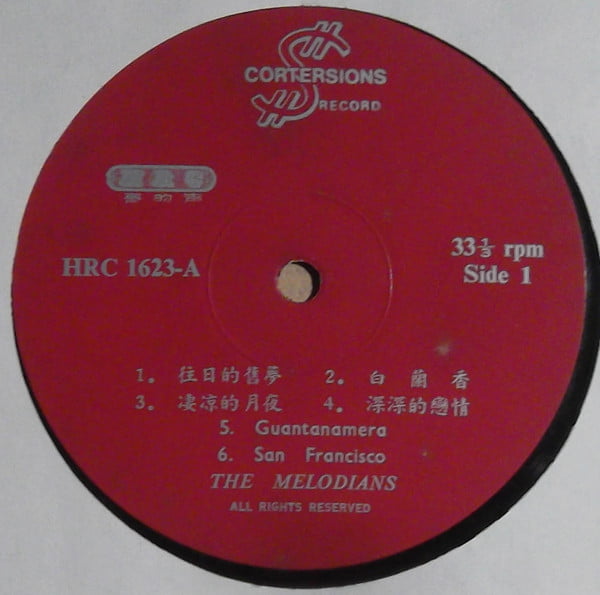 CORTERSIONS
RECORD
HRC 1623-A
33⅓ rpm
Side 1
1. 往日的舊夢 2. 白蘭香
3. 凄凉的月夜 4. 深深的戀情
5. Guantanamera
6. San Francisco
THE MELODIANS
ALL RIGHTS RESERVED